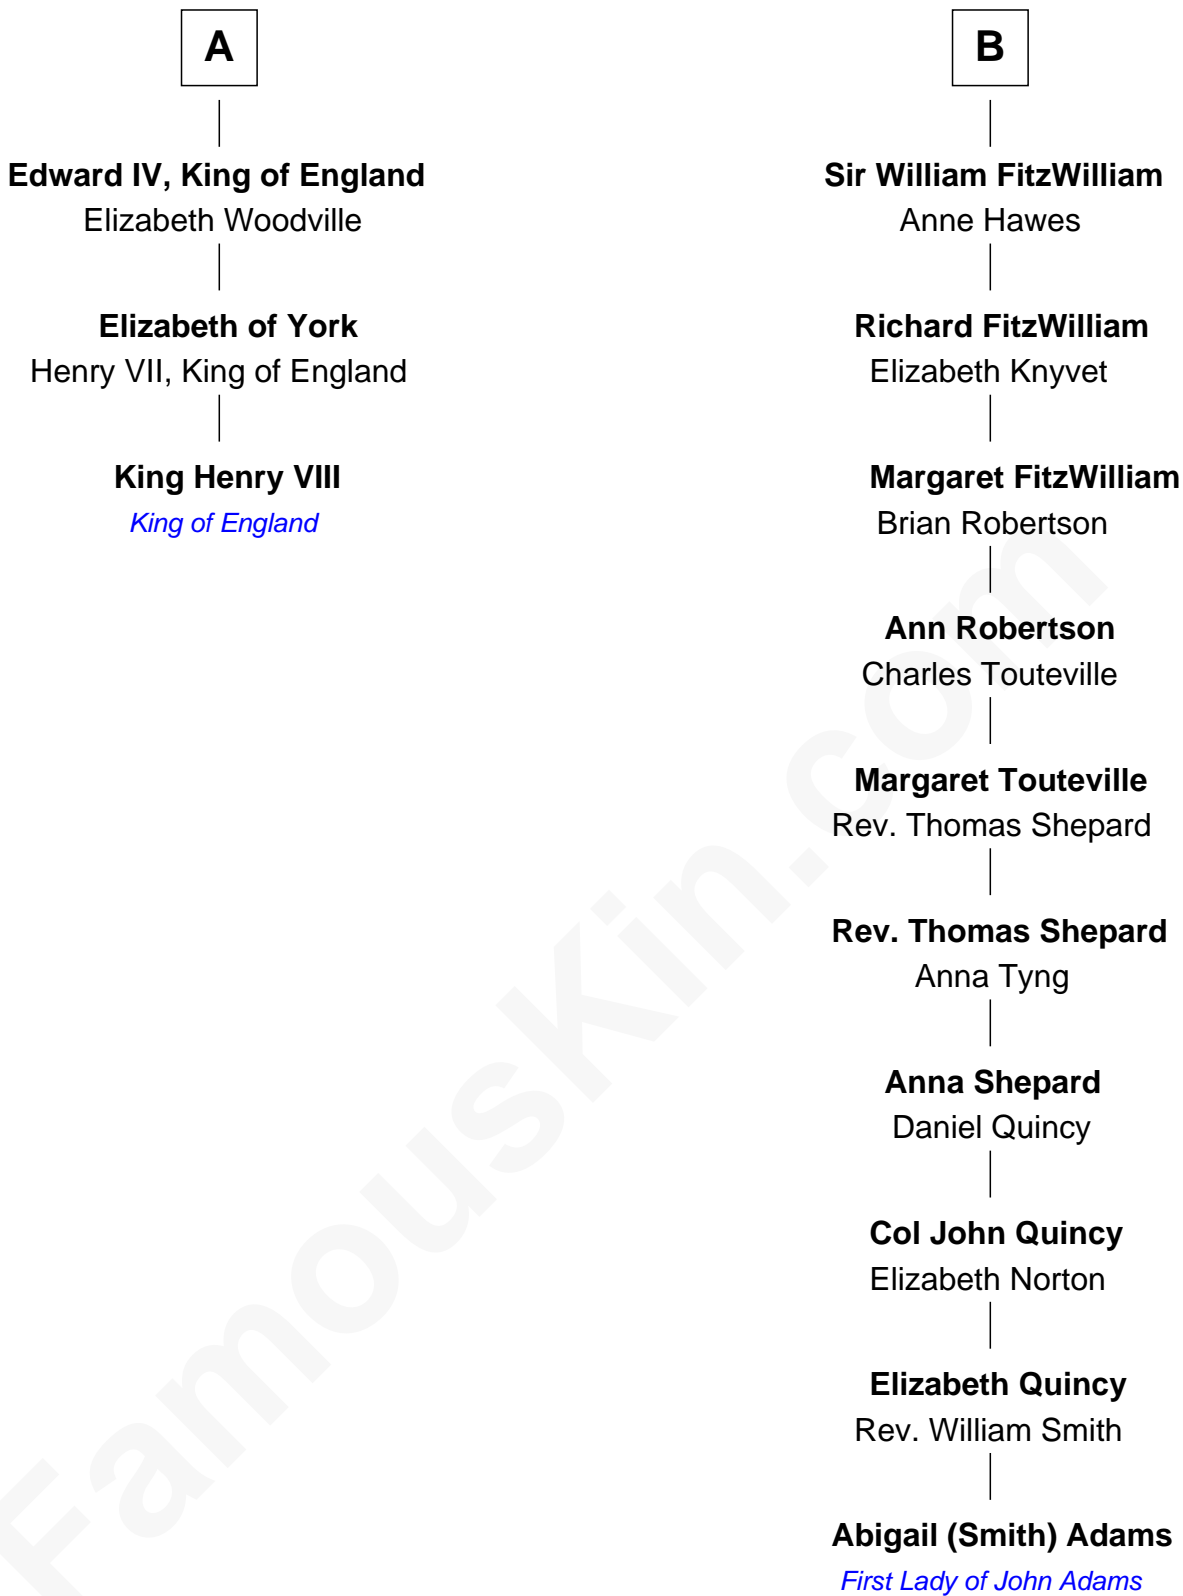 A
Edward IV, King of England
Elizabeth Woodville
Elizabeth of York
Henry VII, King of England
King Henry VIII
King of England
B
Sir William FitzWilliam
Anne Hawes
Richard FitzWilliam
Elizabeth Knyvet
Margaret FitzWilliam
Brian Robertson
Ann Robertson
Charles Touteville
Margaret Touteville
Rev. Thomas Shepard
Rev. Thomas Shepard
Anna Tyng
Anna Shepard
Daniel Quincy
Col John Quincy
Elizabeth Norton
Elizabeth Quincy
Rev. William Smith
Abigail (Smith) Adams
First Lady of John Adams
FamousKin.com